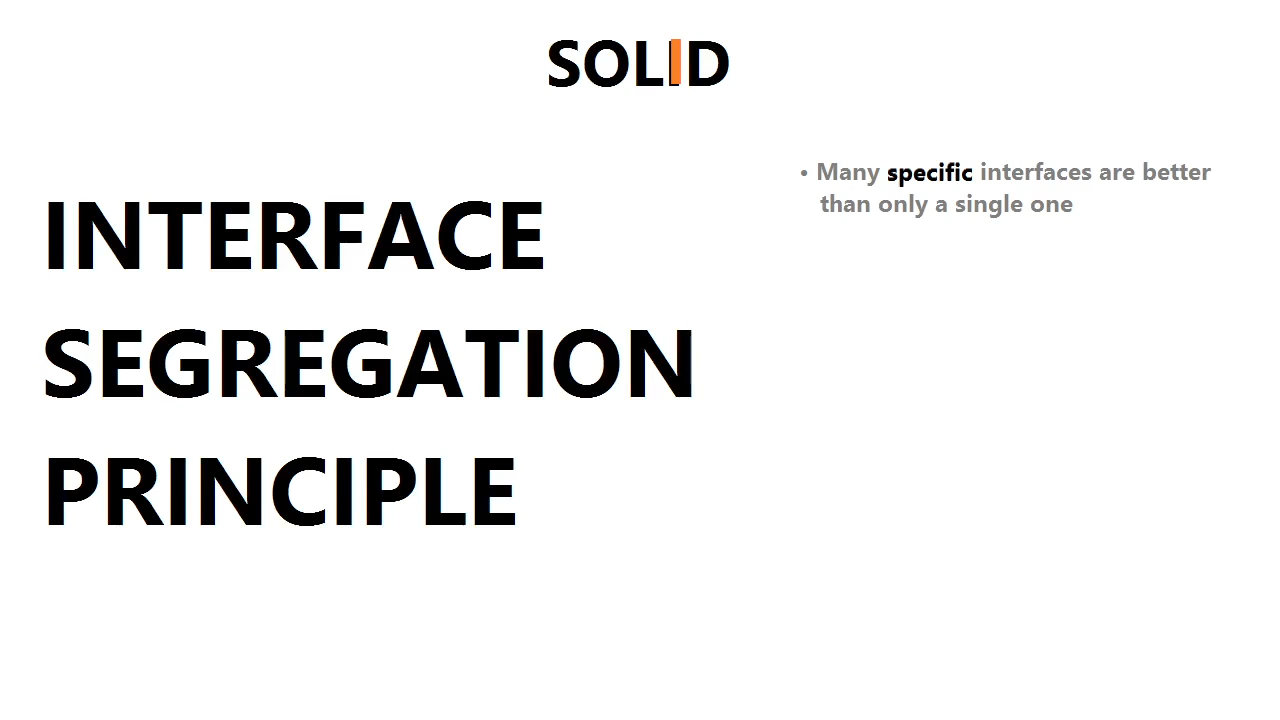 SOLID
INTERFACE
SEGREGATION
PRINCIPLE
• Many specific interfaces are better
than only a single one